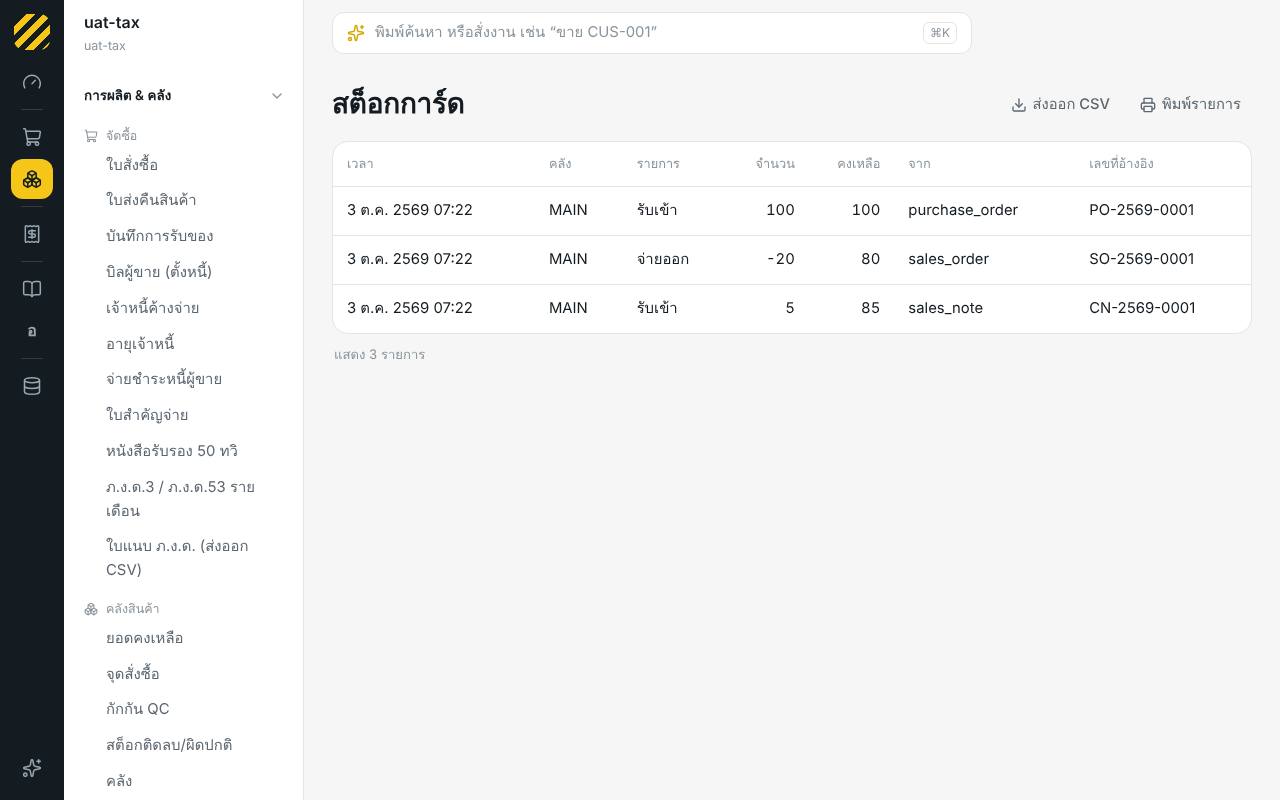 uat-tax
uat-tax
การผลิต & คลัง
จัดซื้อ
ใบสั่งซื้อ
ใบส่งคืนสินค้า
บันทึกการรับของ
บิลผู้ขาย (ตั้งหนี้)
เจ้าหนี้ค้างจ่าย
อายุเจ้าหนี้
จ่ายชำระหนี้ผู้ขาย
ใบสำคัญจ่าย
หนังสือรับรอง 50 ทวิ
ภ.ง.ด.3 / ภ.ง.ด.53 ราย
เดือน
ใบแนบ ภ.ง.ด. (ส่งออก
CSV)
คลังสินค้า
ยอดคงเหลือ
จุดสั่งซื้อ
กักกัน QC
สต็อกติดลบ/ผิดปกติ
คลัง
อ
พิมพ์ค้นหา หรือสั่งงาน เช่น “ขาย CUS-001” ⌘K
สต็อกการ์ด
ส่งออก CSV พิมพ์รายการ
เวลา คลัง รายการ จำนวน คงเหลือ จาก เลขที่อ้างอิง
3 ต.ค. 2569 07:22 MAIN รับเข้า 100 100 purchase_order PO-2569-0001
3 ต.ค. 2569 07:22 MAIN จ่ายออก -20 80 sales_order SO-2569-0001
3 ต.ค. 2569 07:22 MAIN รับเข้า 5 85 sales_note CN-2569-0001
แสดง 3 รายการ